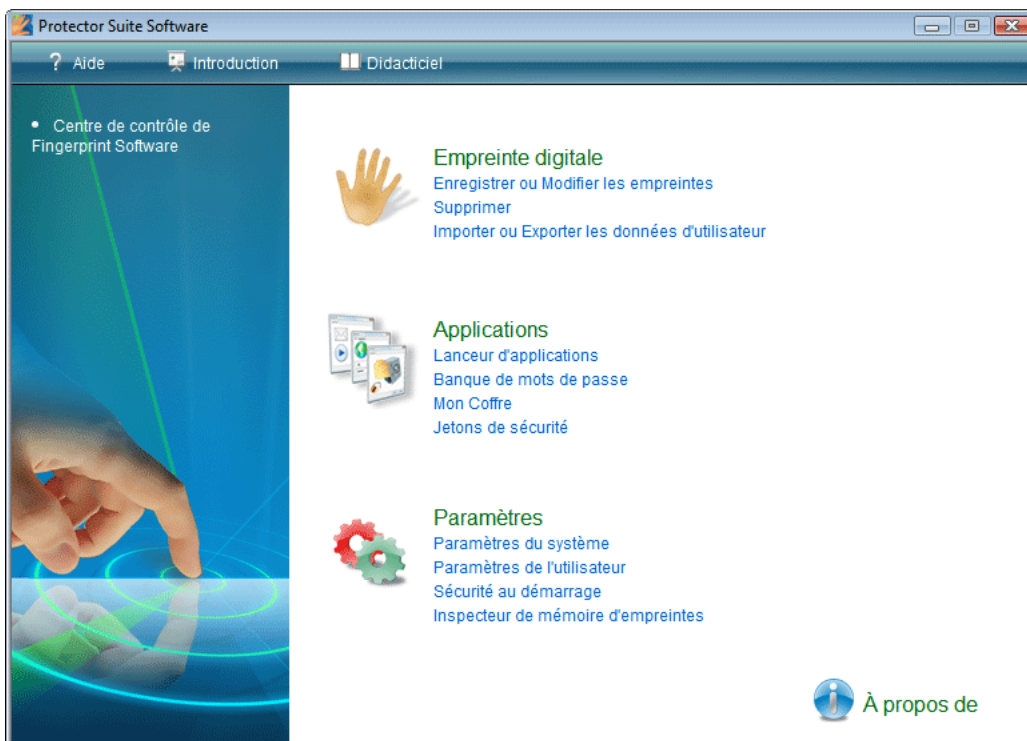 Protector Suite Software
? Aide
Introduction
Didacticiel
• Centre de contrôle de
Fingerprint Software
Empreinte digitale
Enregistrer ou Modifier les empreintes
Supprimer
Importer ou Exporter les données d'utilisateur
Applications
Lanceur d'applications
Banque de mots de passe
Mon Coffre
Jetons de sécurité
Paramètres
Paramètres du système
Paramètres de l'utilisateur
Sécurité au démarrage
Inspecteur de mémoire d'empreintes
À propos de